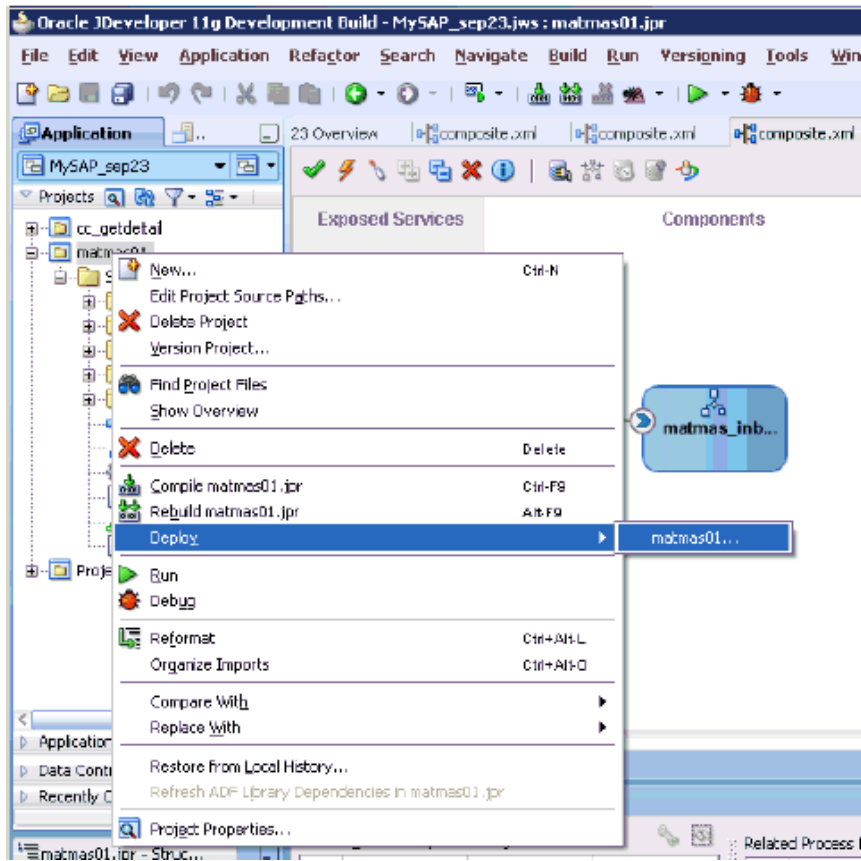 Oracle JDeveloper 11g Development Build - MySAP_sep23.jws : matmas01.jpr
File Edit View Application Refactor Search Navigate Build Run Versioning Tools Win
Application
23 Overview composite.xml composite.xml composite.xml
MySAP_sep23
Projects
Exposed Services Components
cc_getdetail
matmas01
New... Ctrl-N
Edit Project Source Paths...
Delete Project
Version Project...
Find Project Files
Show Overview
matmas_inb...
Delete Delete
Compile matmas01.jpr Ctrl-F9
Rebuild matmas01.jpr Alt-F9
Deploy matmas01...
Proje
Run
Debug
Reformat Ctrl+Alt-L
Organize Imports Ctrl+Alt-O
Compare With
Replace With
Application
Restore from Local History...
Data Contr
Refresh ADF Library Dependencies in matmas01.jpr
Recently O
Project Properties...
Related Process
matmas01.jpr - Struc...